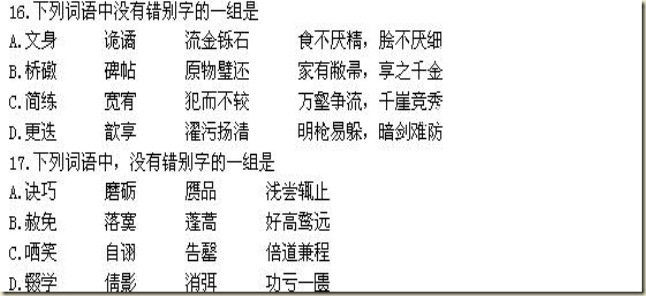 16.下列词语中没有错别字的一组是
A.文身 诡谲 流金铄石 食不厌精，脍不厌细
B.桥礅 碑帖 原物璧还 家有敝帚，享之千金
C.简练 宽宥 犯而不较 万壑争流，千崖竞秀
D.更迭 歆享 濯污扬清 明枪易躲，暗剑难防
17.下列词语中，没有错别字的一组是
A.诀巧 磨砺 赝品 浅尝辄止
B.赦免 落寞 蓬蒿 好高骛远
C.哂笑 自诩 告罄 倍道兼程
D.辍学 倩影 消弭 功亏一匮